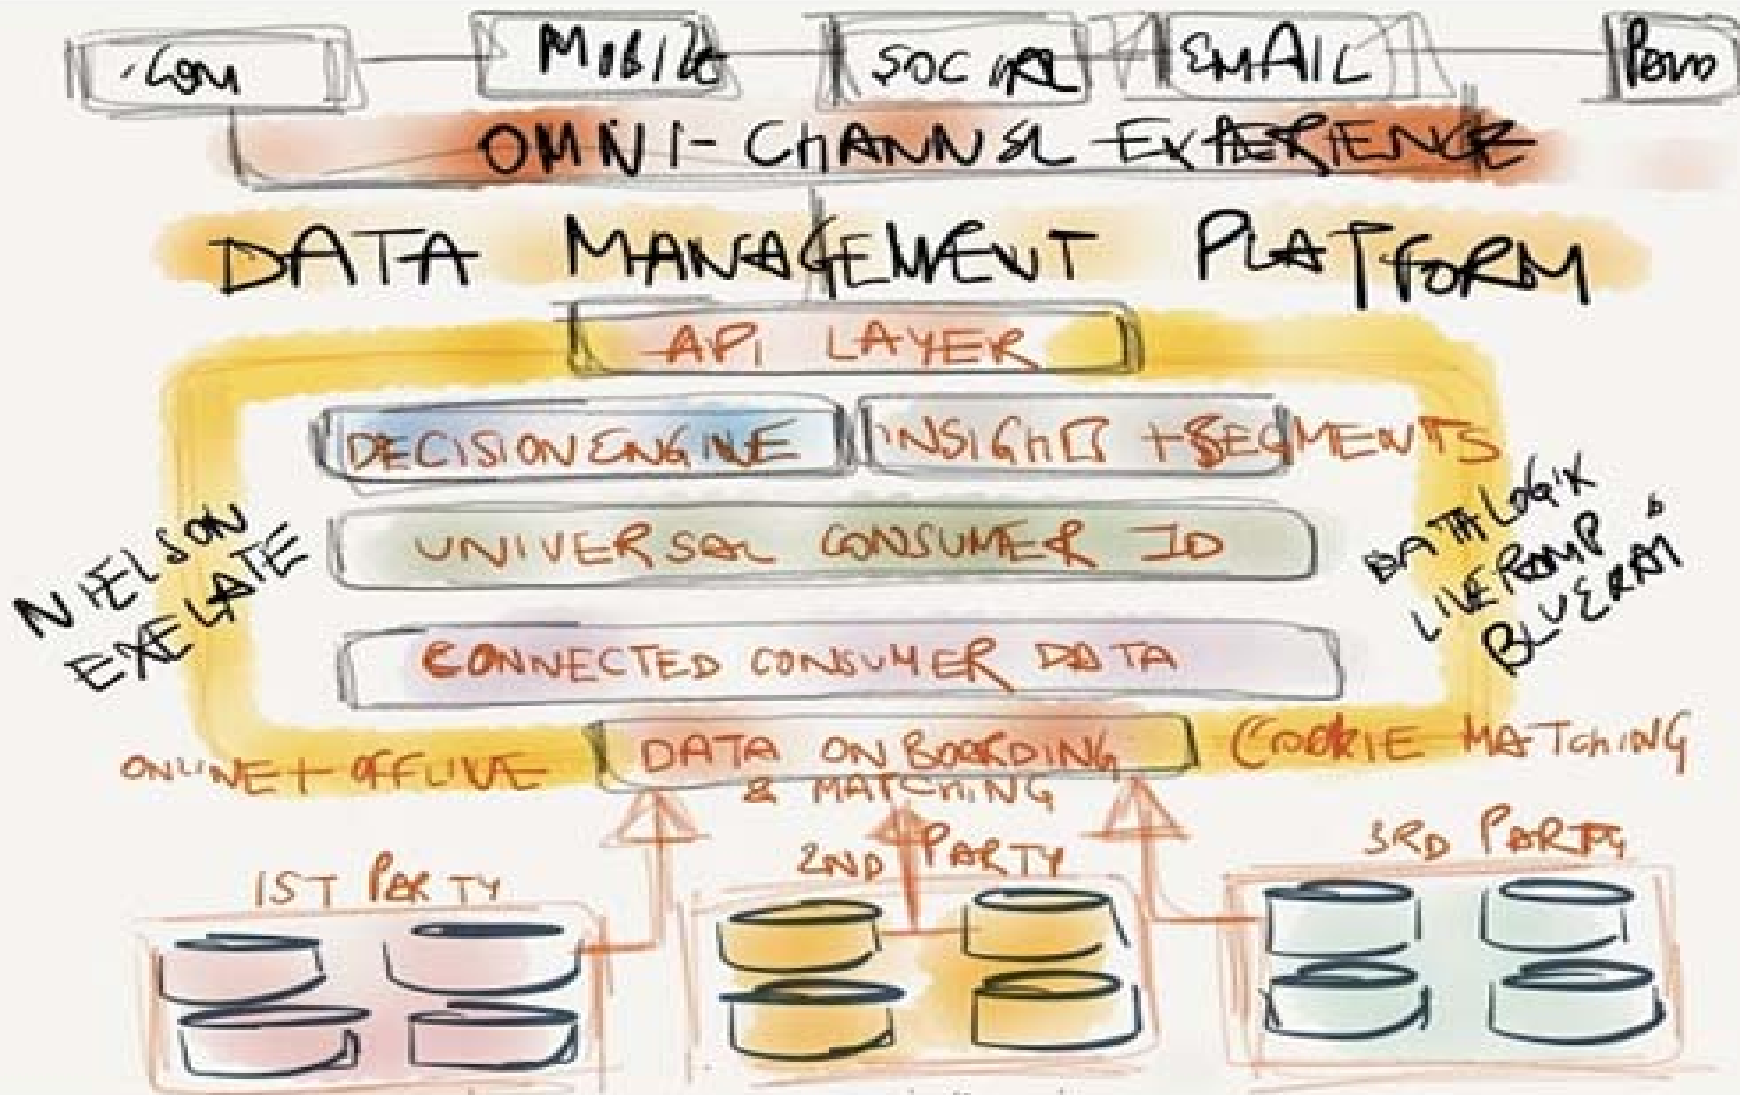 .COM MOBILE SOCIAL EMAIL
OMNI-CHANNEL EXPERIENCE
DATA MANAGEMENT PLATFORM
API LAYER
DECISION ENGINE
INSIGHTS + SEGMENTS
NIELSON
EXELATE
UNIVERSAL CONSUMER ID
DATALOGIX
LIVERAMP
BLUEKAI
CONNECTED CONSUMER DATA
ONLINE + OFFLINE
DATA ONBOARDING
& MATCHING
COOKIE MATCHING
1ST PARTY
2ND PARTY
3RD PARTY